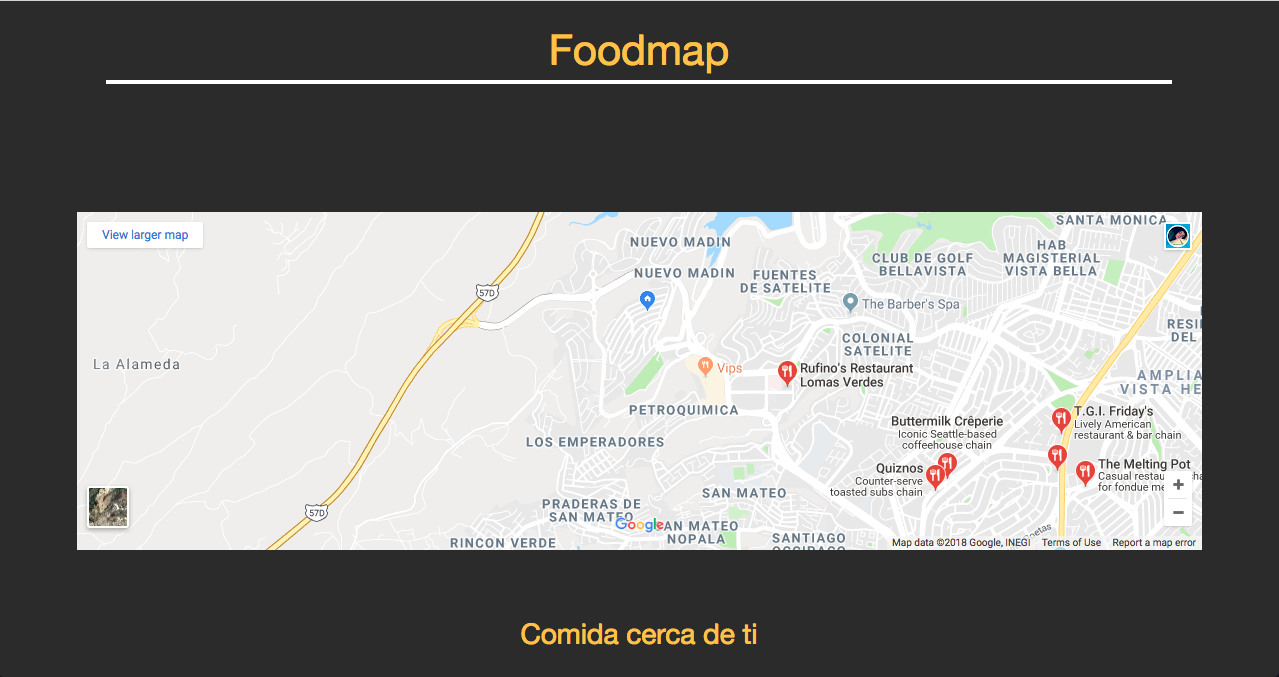 Foodmap
View larger map
SANTA MONICA
NUEVO MADIN
HAB
MAGISTERIAL
VISTA BELLA
CLUB DE GOLF
BELLAVISTA
NUEVO MADIN
FUENTES
DE SATELITE
57D
The Barber's Spa
COLONIAL
SATELITE
La Alameda
Vips
Rufino's Restaurant
Lomas Verdes
AMPLIA
VISTA HE
PETROQUIMICA
Buttermilk Crêperie
Iconic Seattle-based
coffeehouse chain
T.G.I. Friday's
Lively American
restaurant & bar chain
LOS EMPERADORES
Quiznos
Counter-serve
toasted subs chain
The Melting Pot
Casual restau
for fondue me
+
−
SAN MATEO
PRADERAS DE
SAN MATEO
Google
SAN MATEO
NOPALA
57D
RINCON VERDE
SANTIAGO
Map data ©2018 Google, INEGI
Terms of Use
Report a map error
Comida cerca de ti